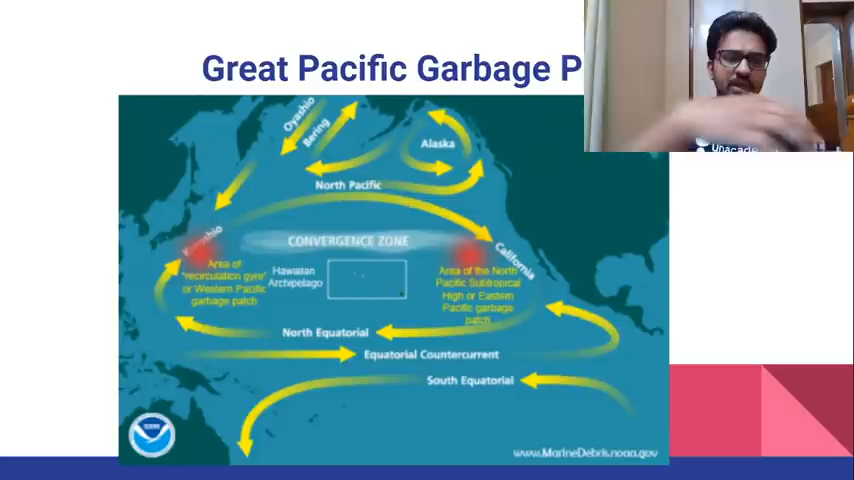 Great Pacific Garbage P
Oyashio
Bering
Alaska
North Pacific
CONVERGENCE ZONE
California
Area of
"recirculation gyre"
or Western Pacific
garbage patch
Hawaiian
Archipelago
Area of the North
Pacific Subtropical
High or Eastern
Pacific garbage
patch
North Equatorial
Equatorial Countercurrent
South Equatorial
www.MarineDebris.noaa.gov